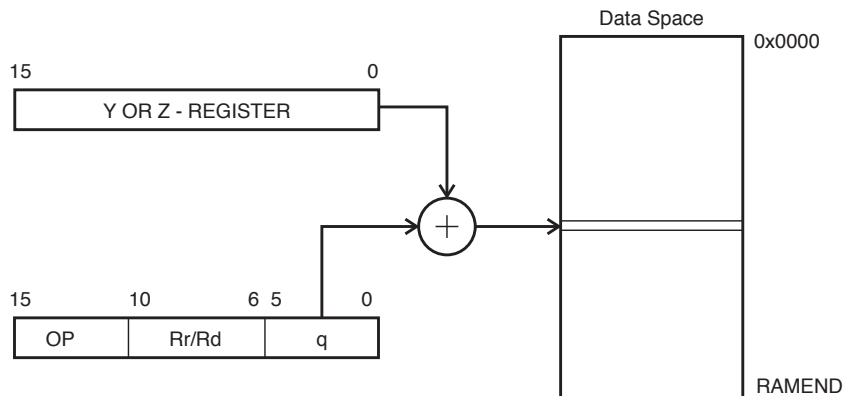 Data Space
0x0000
15 0
Y OR Z - REGISTER
+
15 10 6 5 0
OP Rr/Rd q
RAMEND